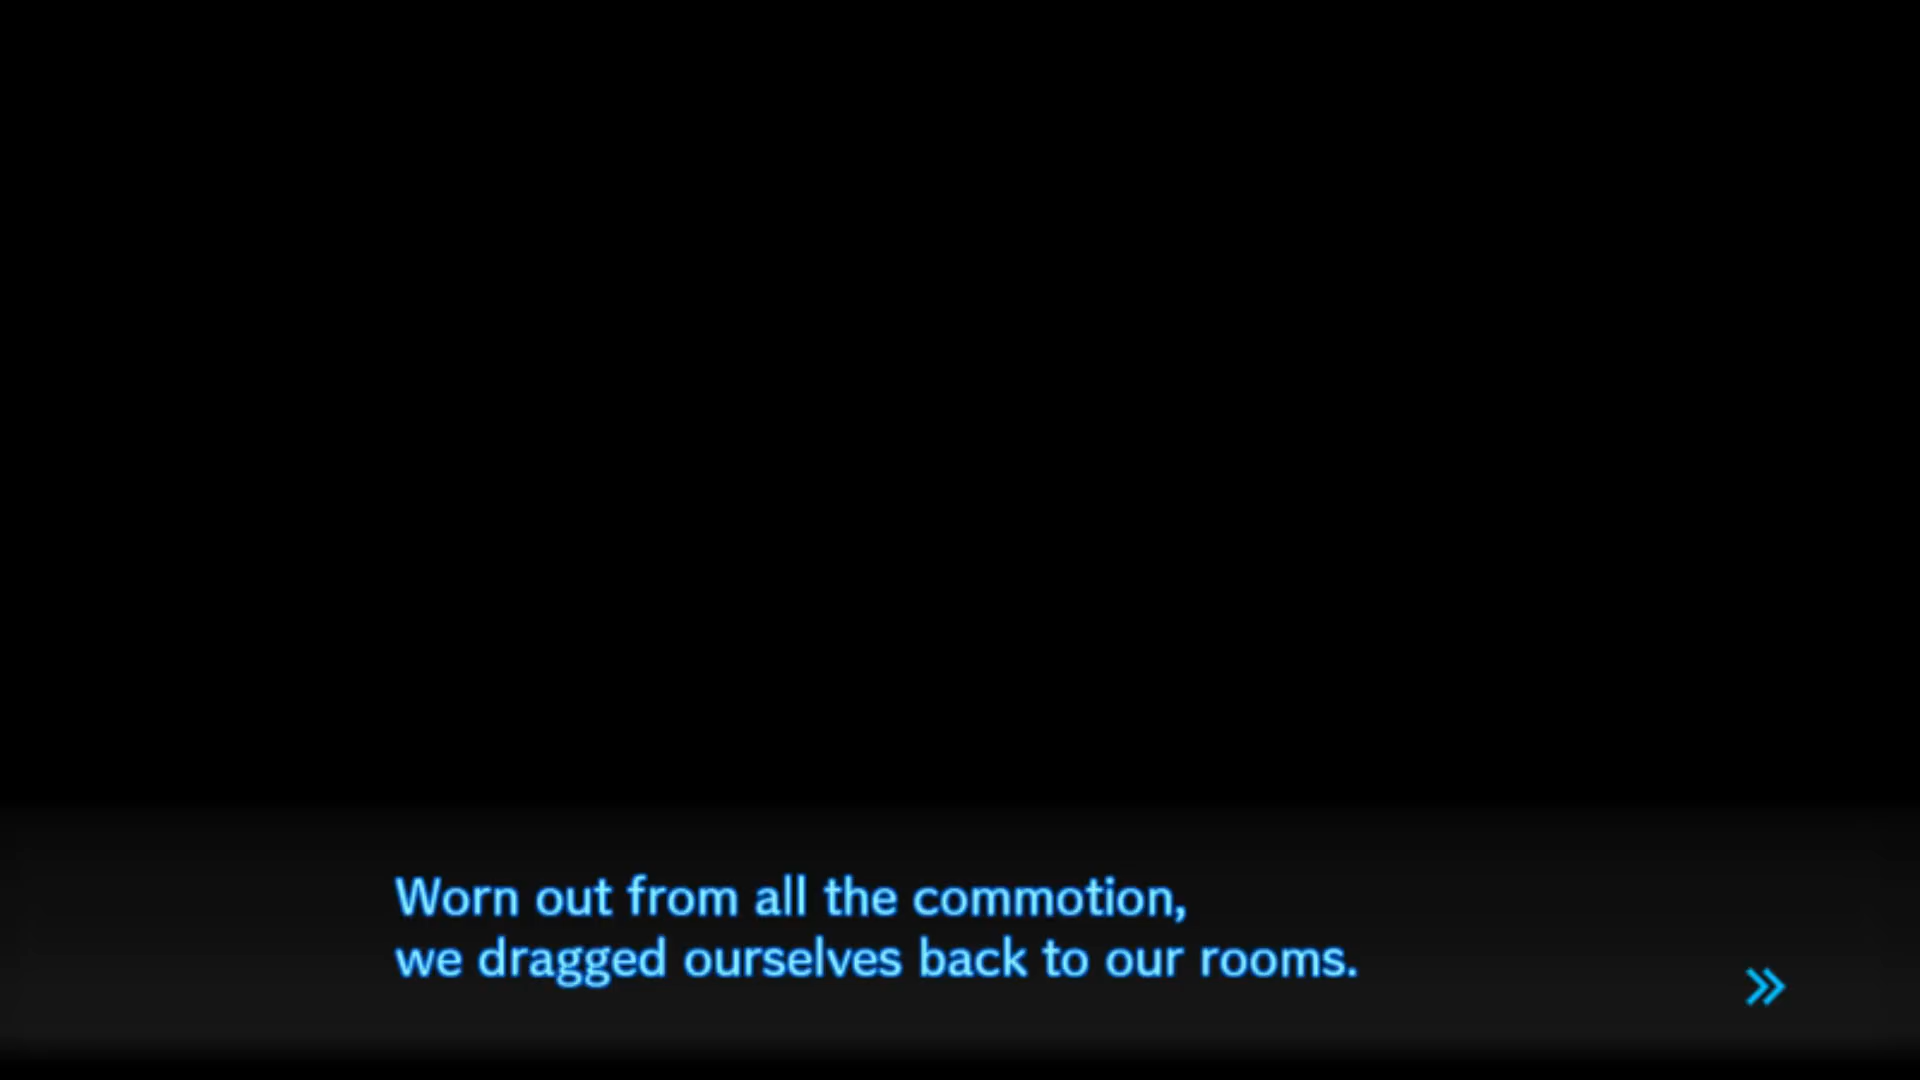 Worn out from all the commotion,
we dragged ourselves back to our rooms.